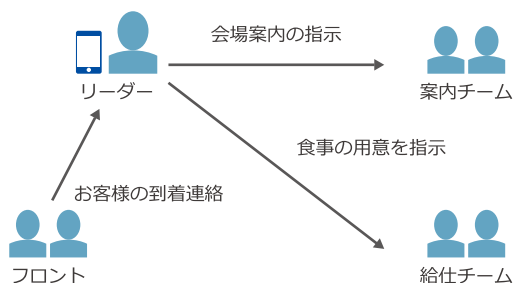 会場案内の指示
リーダー
案内チーム
食事の用意を指示
お客様の到着連絡
フロント
給仕チーム